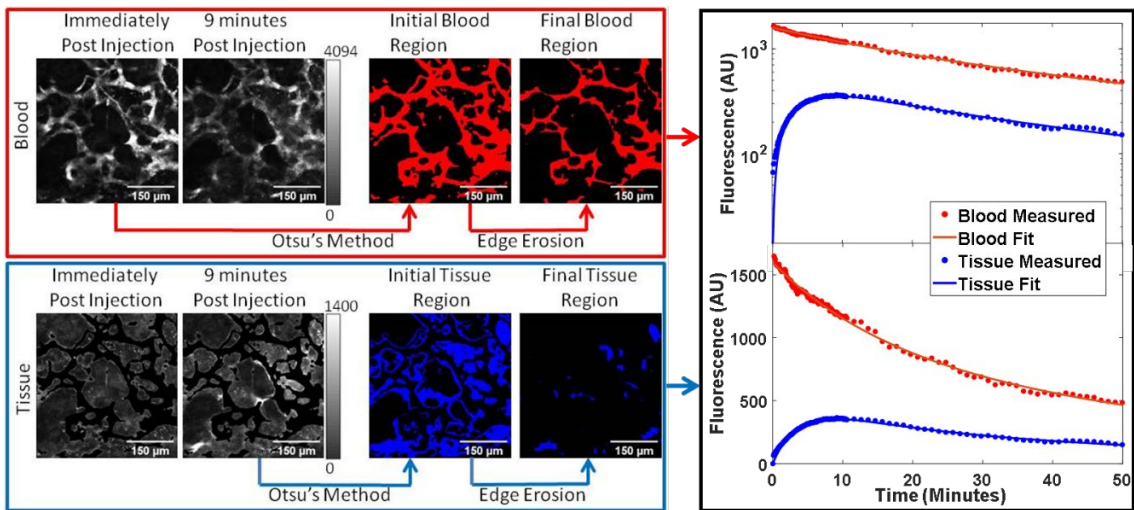 Immediately
Post Injection
9 minutes
Post Injection
Initial Blood
Region
Final Blood
Region
4094
0
Blood
150 µm
150 µm
150 µm
150 µm
Otsu's Method
Edge Erosion
Immediately
Post Injection
9 minutes
Post Injection
Initial Tissue
Region
Final Tissue
Region
1400
0
Tissue
150 µm
150 µm
150 µm
150 µm
Otsu's Method
Edge Erosion
Fluorescence (AU)
10³
10²
Blood Measured
Blood Fit
Tissue Measured
Tissue Fit
Fluorescence (AU)
1500
1000
500
0
0
10
20
30
40
50
Time (Minutes)